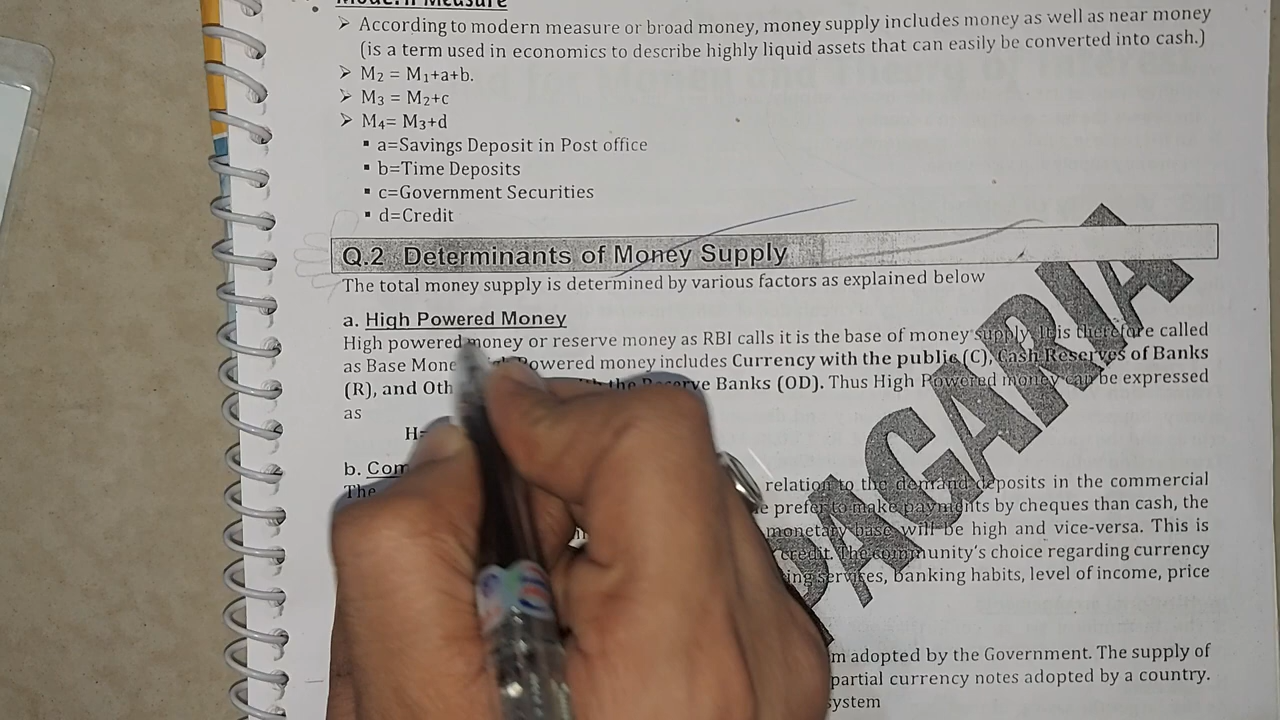 Modern Measure
According to modern measure or broad money, money supply includes money as well as near money
(is a term used in economics to describe highly liquid assets that can easily be converted into cash.)
M2 = M1+a+b.
M3 = M2+c
M4= M3+d
a=Savings Deposit in Post office
b=Time Deposits
c=Government Securities
d=Credit
Q.2 Determinants of Money Supply
The total money supply is determined by various factors as explained below
a. High Powered Money
High powered money or reserve money as RBI calls it is the base of money supply. It is therefore called
as Base Powered money includes Currency with the public (C), Cash Reserves of Banks
(R), and the Reserve Banks (OD). Thus High Powered money can be expressed
as
H=
b.
The relation to the demand deposits in the commercial
prefer to make payments by cheques than cash, the
monetary base will be high and vice-versa. This is
credit. The community's choice regarding currency
services, banking habits, level of income, price
adopted by the Government. The supply of
partial currency notes adopted by a country.
system
DAGARIA